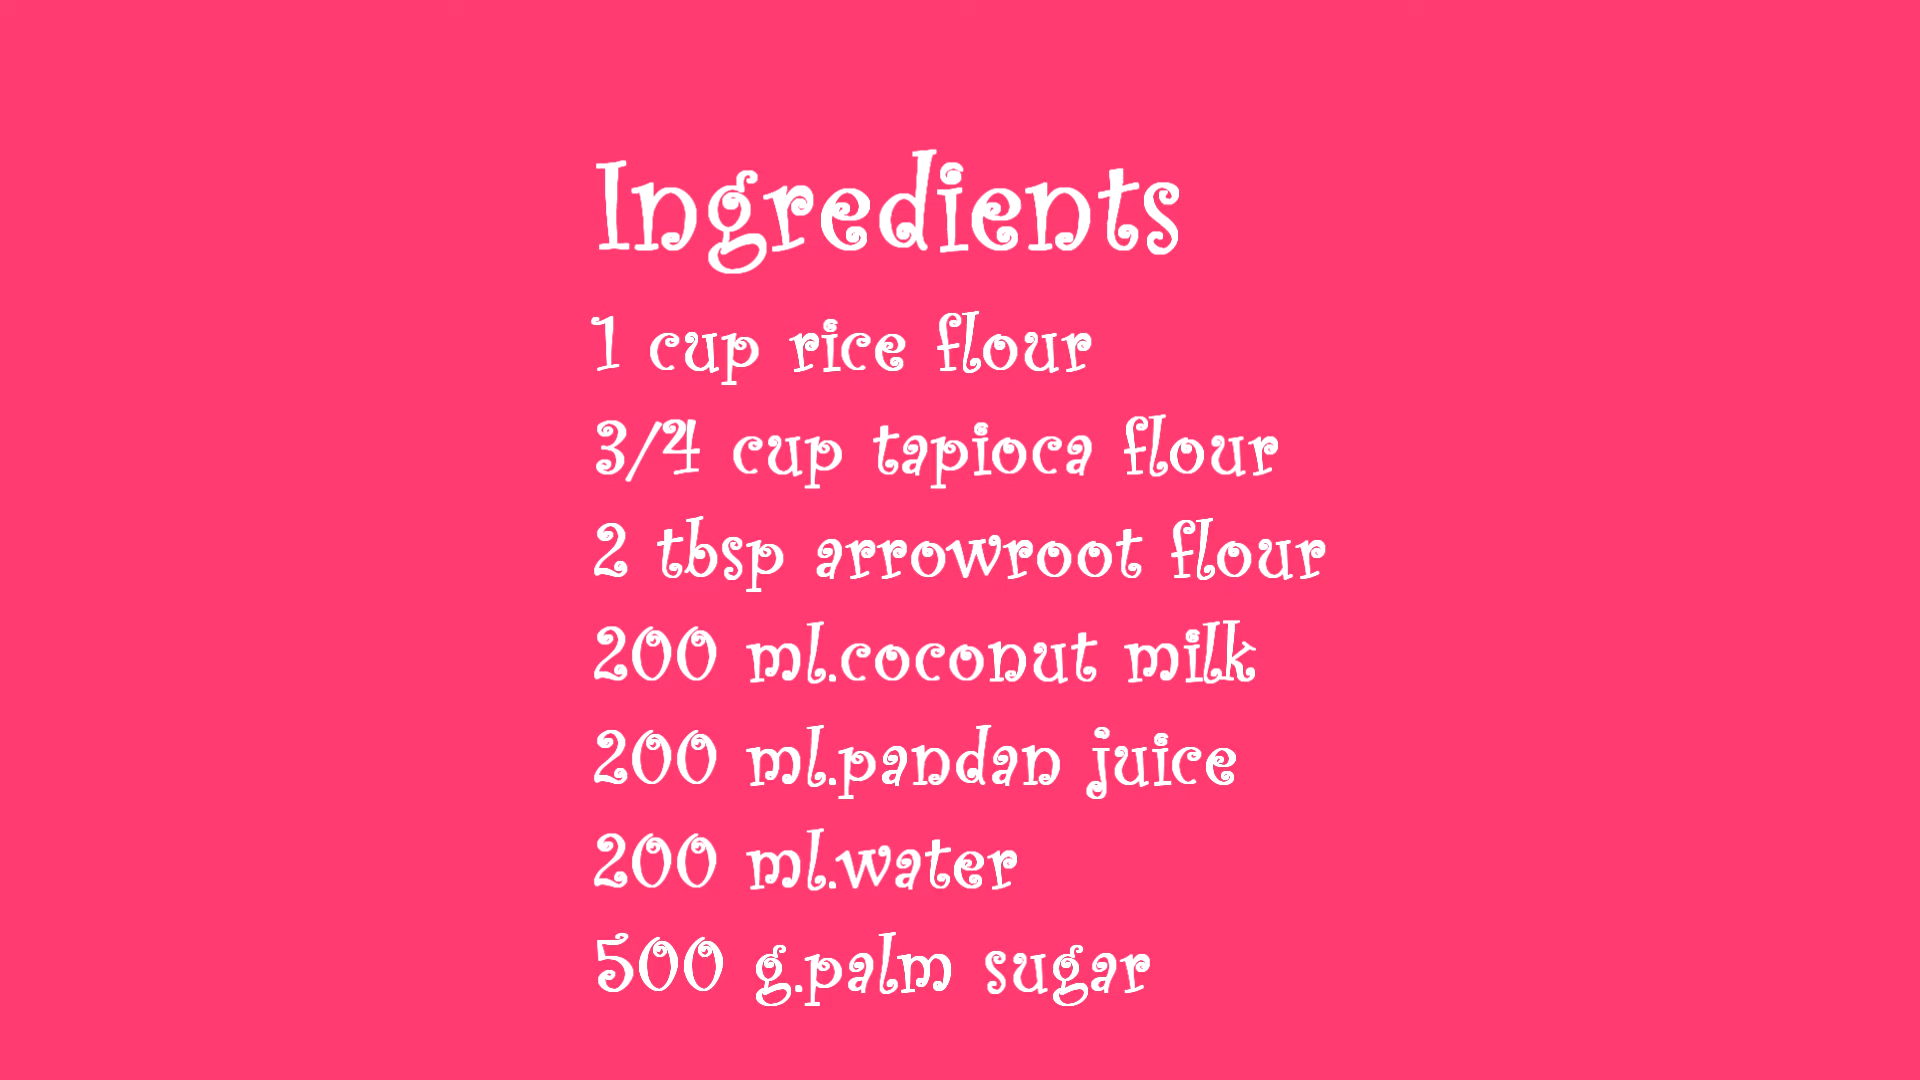 Ingredients
1 cup rice flour
3/4 cup tapioca flour
2 tbsp arrowroot flour
200 ml.coconut milk
200 ml.pandan juice
200 ml.water
500 g.palm sugar